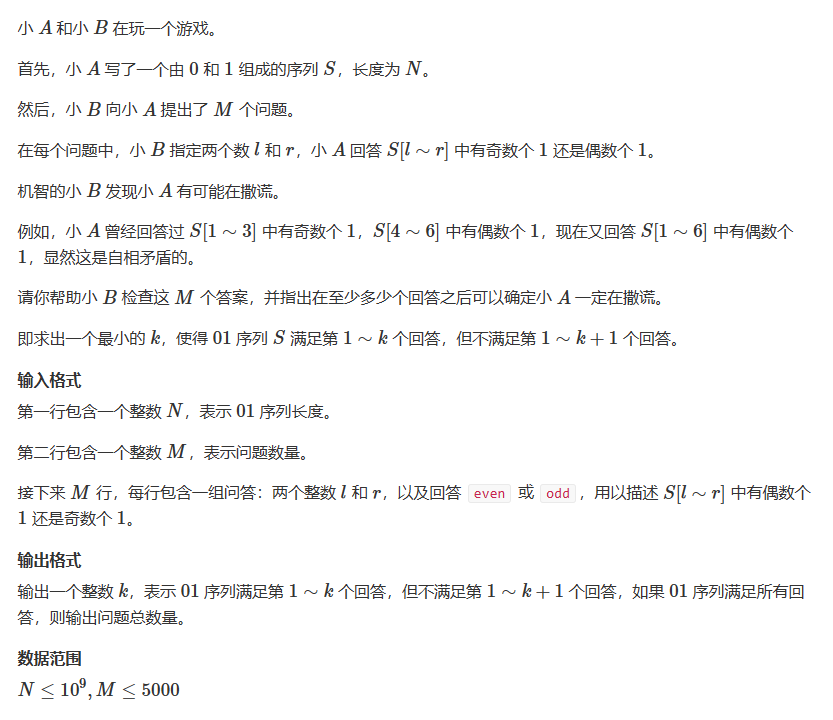 小 A 和小 B 在玩一个游戏。
首先，小 A 写了一个由 0 和 1 组成的序列 S，长度为 N。
然后，小 B 向小 A 提出了 M 个问题。
在每个问题中，小 B 指定两个数 l 和 r，小 A 回答 S[l ∼ r] 中有奇数个 1 还是偶数个 1。
机智的小 B 发现小 A 有可能在撒谎。
例如，小 A 曾经回答过 S[1 ∼ 3] 中有奇数个 1，S[4 ∼ 6] 中有偶数个 1，现在又回答 S[1 ∼ 6] 中有偶数个
1，显然这是自相矛盾的。
请你帮助小 B 检查这 M 个答案，并指出在至少多少个回答之后可以确定小 A 一定在撒谎。
即求出一个最小的 k，使得 01 序列 S 满足第 1 ∼ k 个回答，但不满足第 1 ∼ k + 1 个回答。
输入格式
第一行包含一个整数 N，表示 01 序列长度。
第二行包含一个整数 M，表示问题数量。
接下来 M 行，每行包含一组问答：两个整数 l 和 r，以及回答 even 或 odd ，用以描述 S[l ∼ r] 中有偶数个
1 还是奇数个 1。
输出格式
输出一个整数 k，表示 01 序列满足第 1 ∼ k 个回答，但不满足第 1 ∼ k + 1 个回答，如果 01 序列满足所有回
答，则输出问题总数量。
数据范围
N ≤ 10⁹, M ≤ 5000